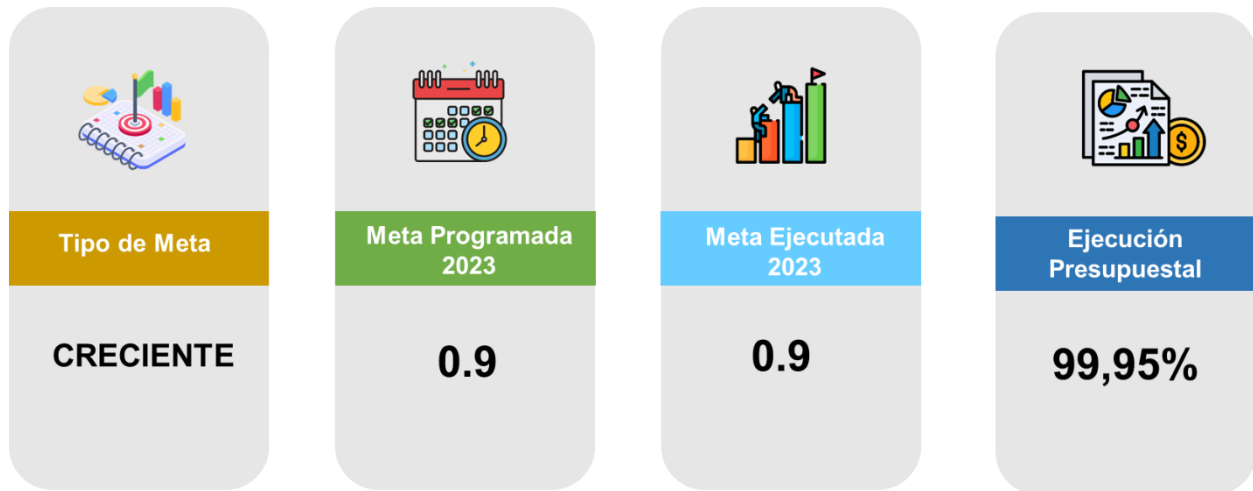 Tipo de Meta
CRECIENTE
Meta Programada
2023
0.9
Meta Ejecutada
2023
0.9
Ejecución
Presupuestal
99,95%